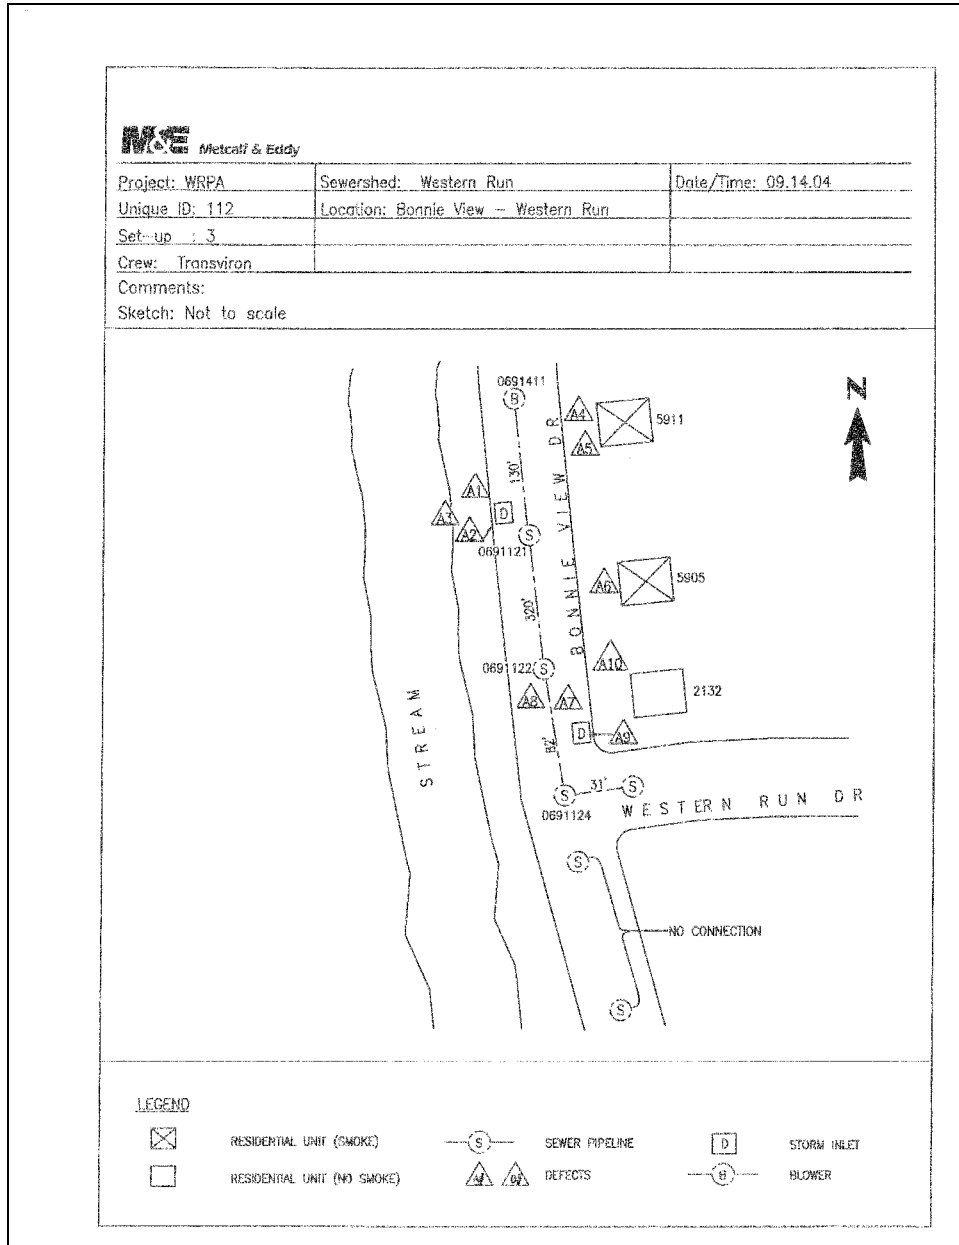 M&E Metcalf & Eddy
Project: WRPA
Sewershed: Western Run
Date/Time: 09.14.04
Unique ID: 112
Location: Bonnie View - Western Run
Set-up : 3
Crew: Transviron
Comments:
Sketch: Not to scale
N
0691411
B
A4
5911
A5
130'
A1
A3
D
A2
S
0691121
BONNIE VIEW DR
A6
5905
320'
0691122
S
A10
A8
A7
2132
STREAM
D
A9
82'
31'
S
S
0691124
WESTERN RUN DR
S
NO CONNECTION
S
LEGEND
RESIDENTIAL UNIT (SMOKE)
S
SEWER PIPELINE
D
STORM INLET
RESIDENTIAL UNIT (NO SMOKE)
DEFECTS
B
BLOWER